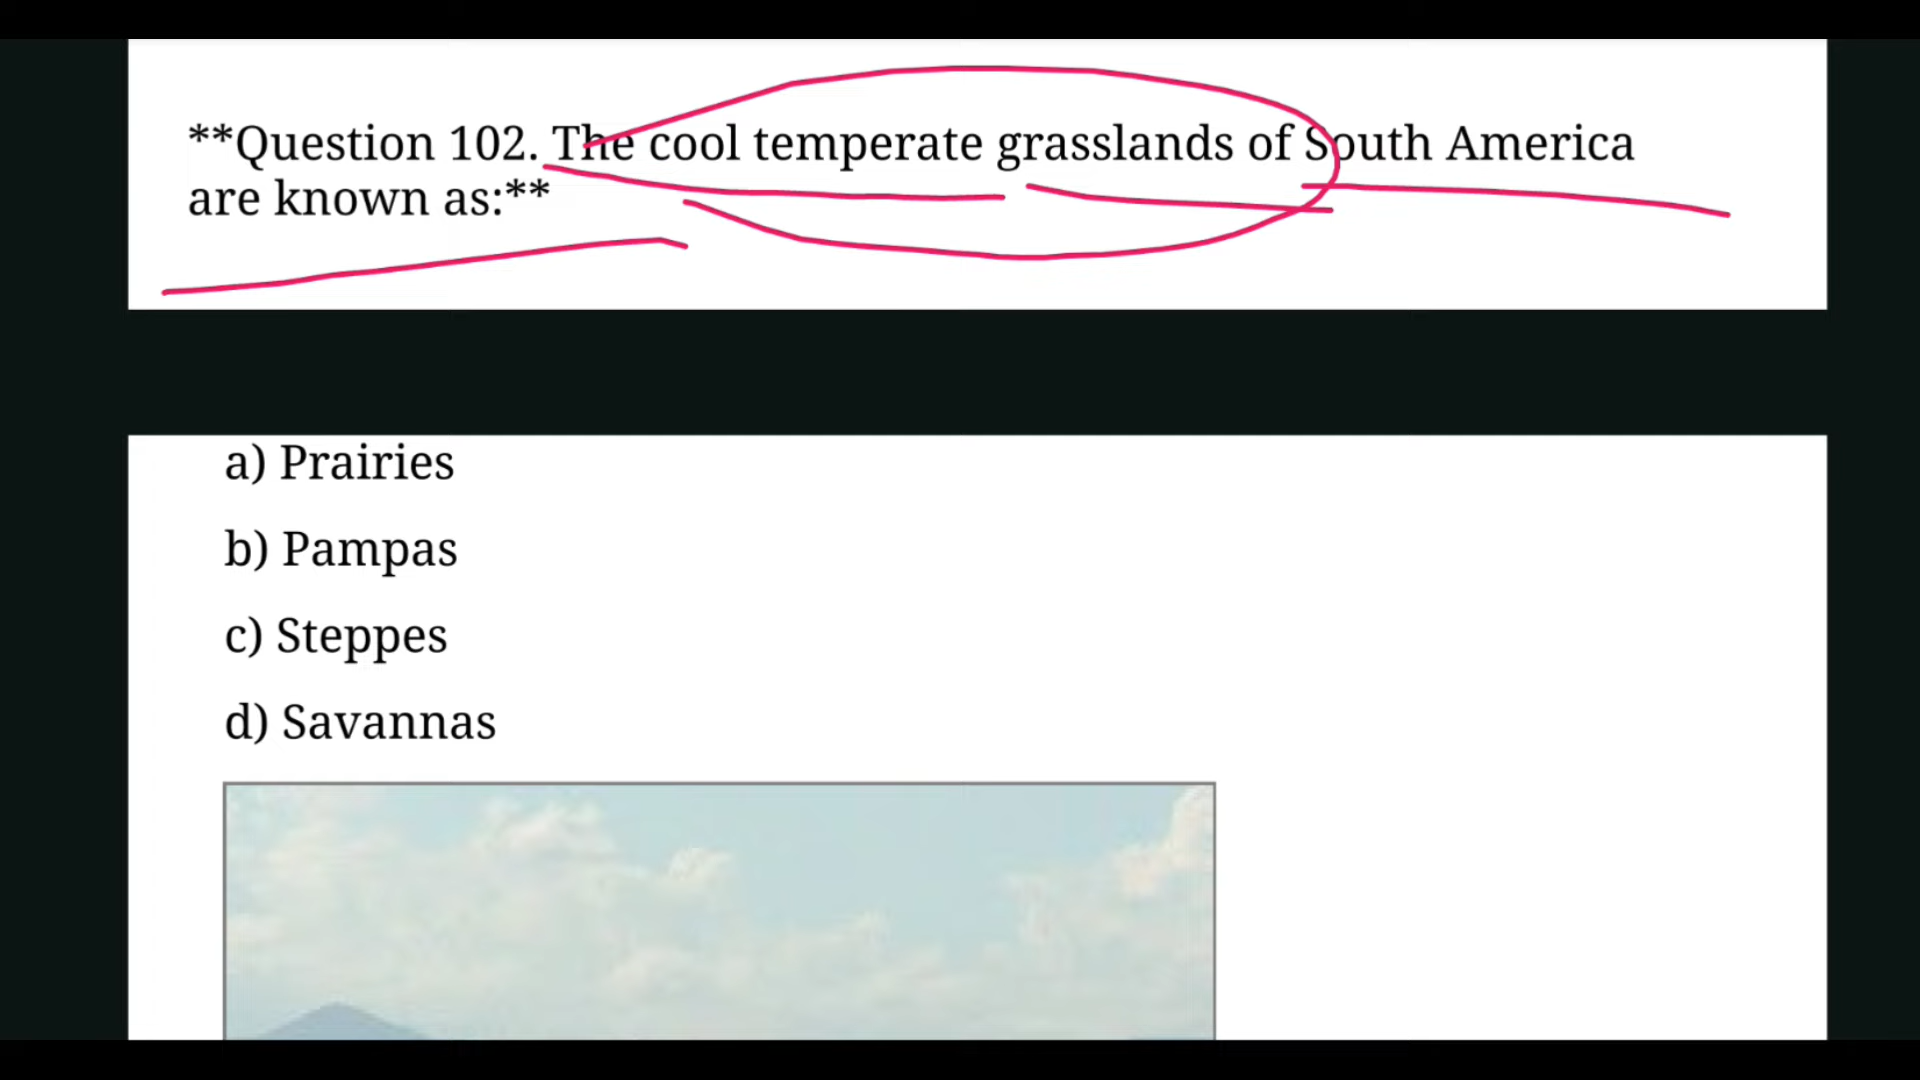 **Question 102. The cool temperate grasslands of South America
are known as:**
a) Prairies
b) Pampas
c) Steppes
d) Savannas